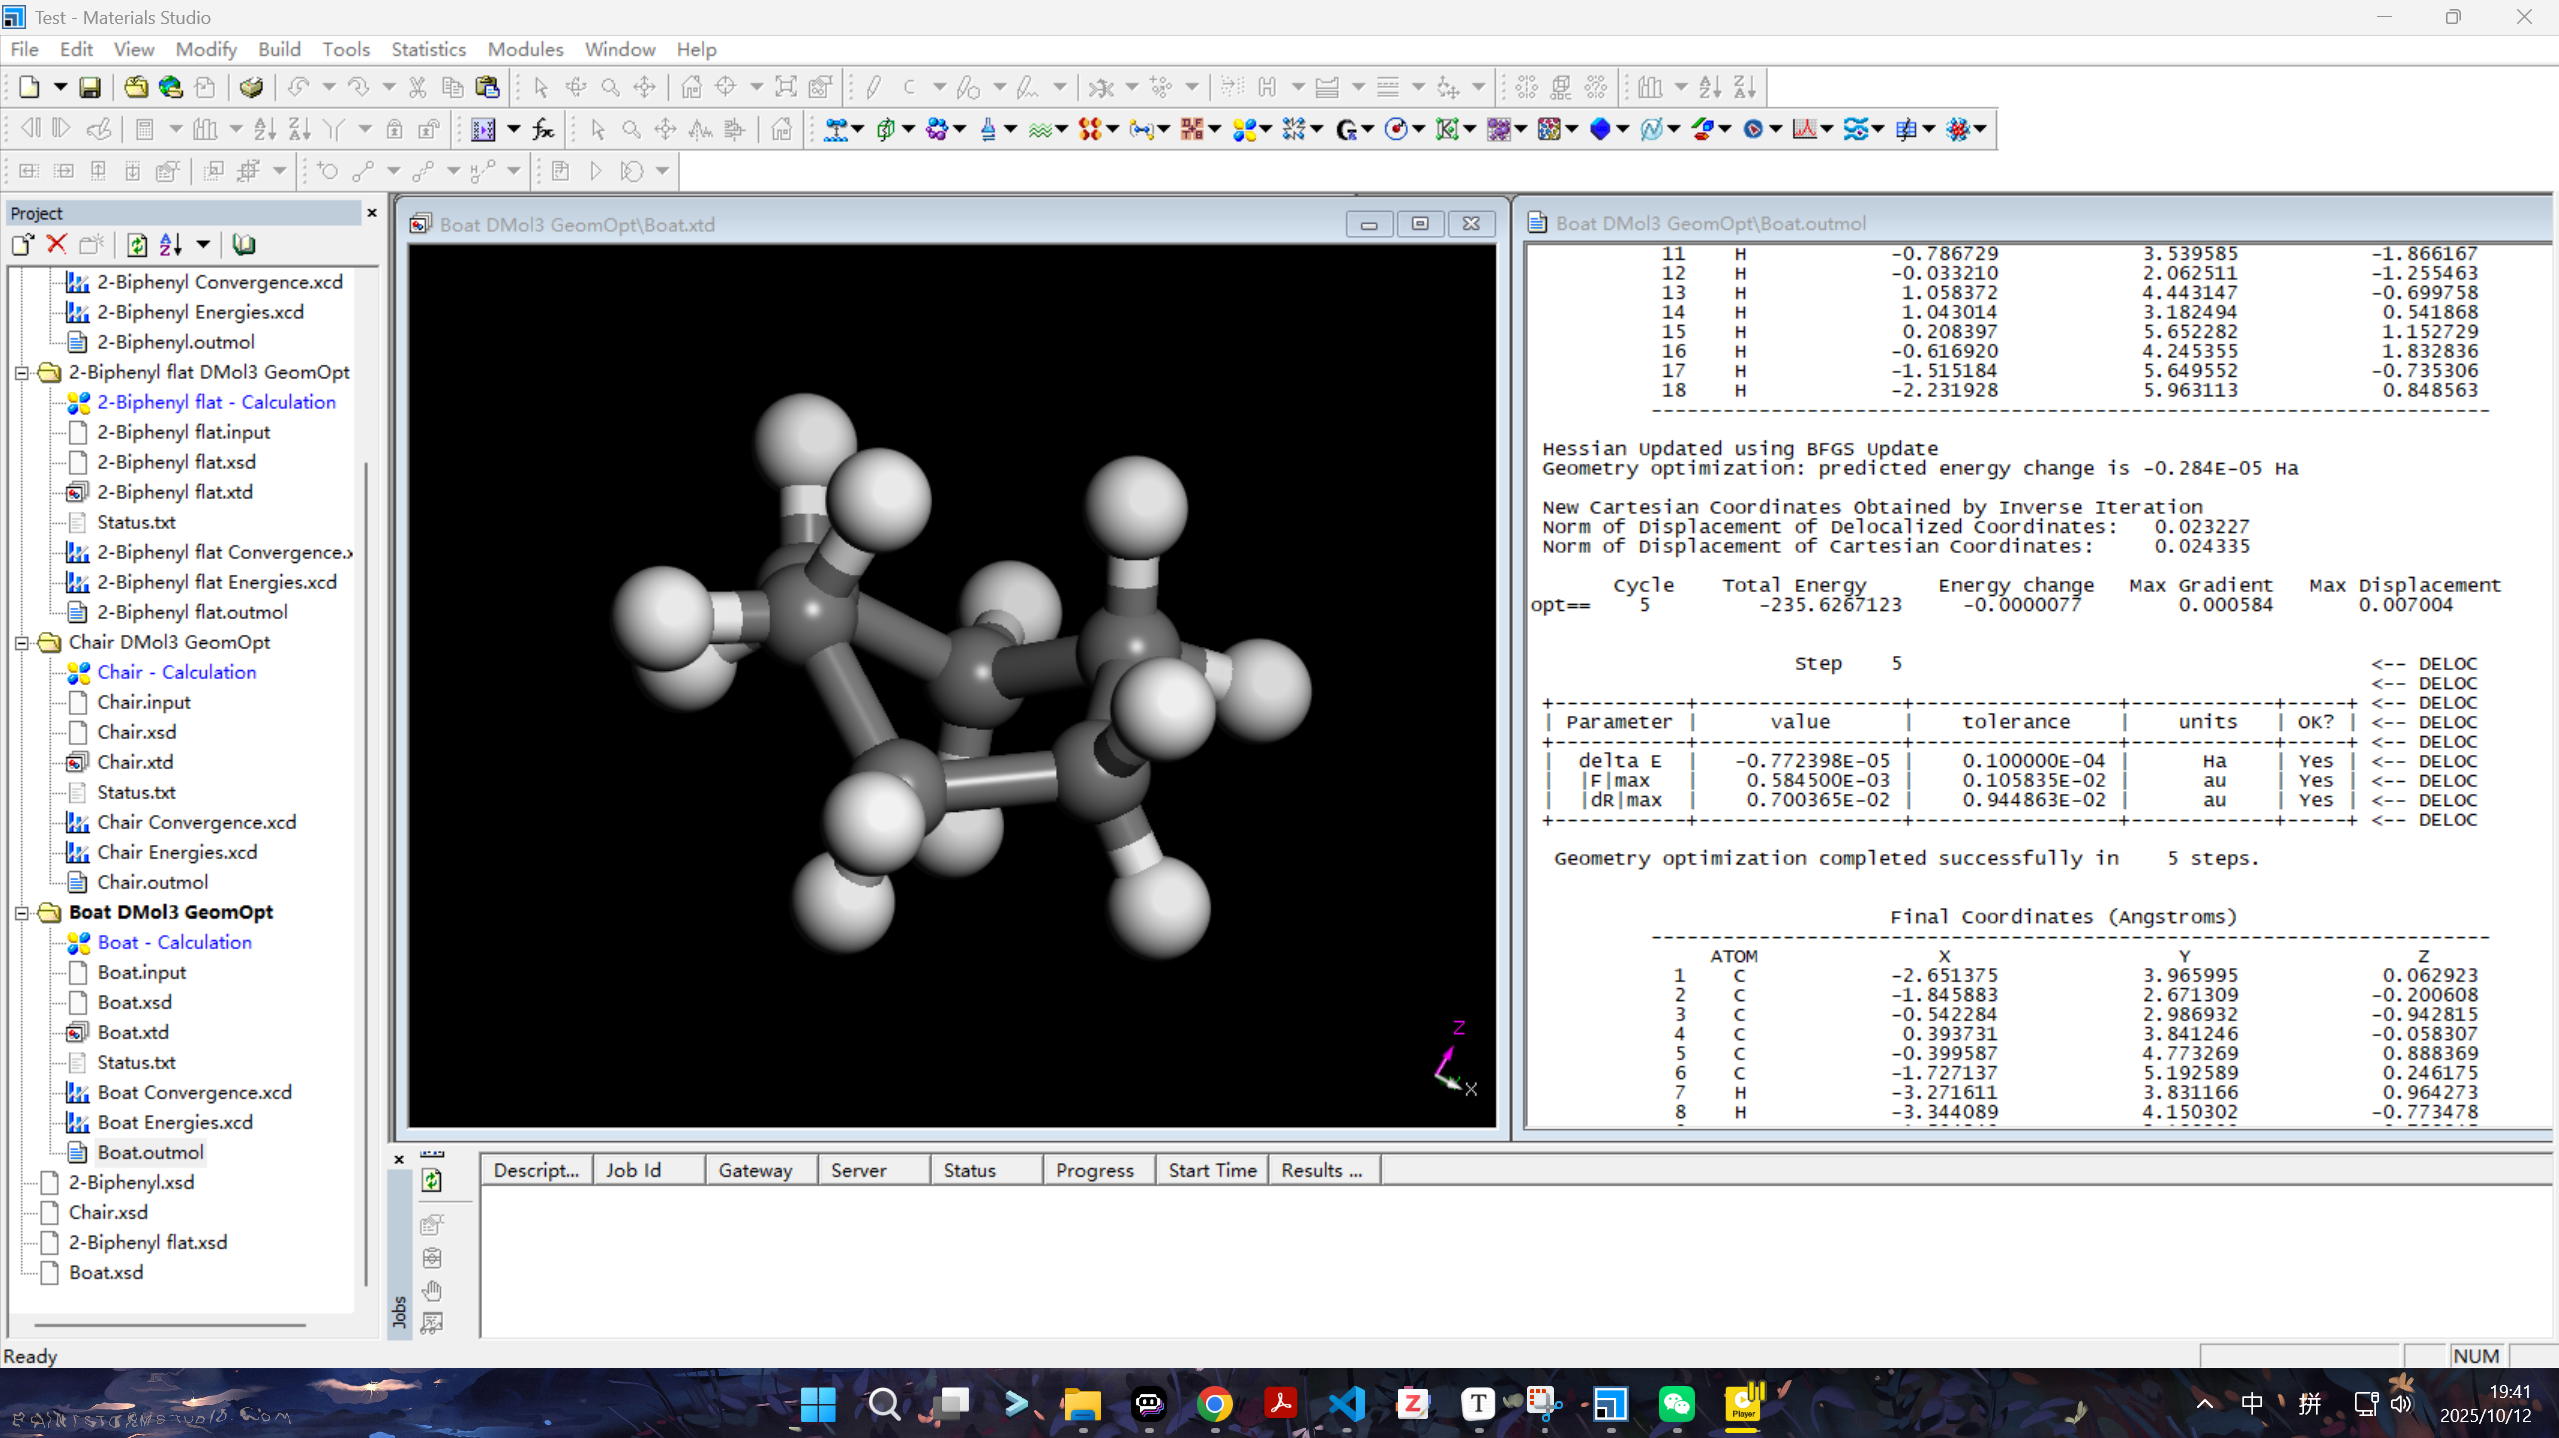 Test - Materials Studio
File Edit View Modify Build Tools Statistics Modules Window Help
Project
2-Biphenyl Convergence.xcd
2-Biphenyl Energies.xcd
2-Biphenyl.outmol
2-Biphenyl flat DMol3 GeomOpt
2-Biphenyl flat - Calculation
2-Biphenyl flat.input
2-Biphenyl flat.xsd
2-Biphenyl flat.xtd
Status.txt
2-Biphenyl flat Convergence.x
2-Biphenyl flat Energies.xcd
2-Biphenyl flat.outmol
Chair DMol3 GeomOpt
Chair - Calculation
Chair.input
Chair.xsd
Chair.xtd
Status.txt
Chair Convergence.xcd
Chair Energies.xcd
Chair.outmol
Boat DMol3 GeomOpt
Boat - Calculation
Boat.input
Boat.xsd
Boat.xtd
Status.txt
Boat Convergence.xcd
Boat Energies.xcd
Boat.outmol
2-Biphenyl.xsd
Chair.xsd
2-Biphenyl flat.xsd
Boat.xsd
Boat DMol3 GeomOpt\Boat.xtd
Z
X
Boat DMol3 GeomOpt\Boat.outmol
11 H -0.786729 3.539585 -1.866167
12 H -0.033210 2.062511 -1.255463
13 H 1.058372 4.443147 -0.699758
14 H 1.043014 3.182494 0.541868
15 H 0.208397 5.652282 1.152729
16 H -0.616920 4.245355 1.832836
17 H -1.515184 5.649552 -0.735306
18 H -2.231928 5.963113 0.848563
----------------------------------------------------------------------
Hessian Updated using BFGS Update
Geometry optimization: predicted energy change is -0.284E-05 Ha
New Cartesian Coordinates Obtained by Inverse Iteration
Norm of Displacement of Delocalized Coordinates: 0.023227
Norm of Displacement of Cartesian Coordinates: 0.024335
Cycle Total Energy Energy change Max Gradient Max Displacement
opt== 5 -235.6267123 -0.0000077 0.000584 0.007004
Step 5 <-- DELOC
<-- DELOC
+------------+-----------------+-----------------+------------+-----+ <-- DELOC
| Parameter | value | tolerance | units | OK? | <-- DELOC
+------------+-----------------+-----------------+------------+-----+ <-- DELOC
| delta E | -0.772398E-05 | 0.100000E-04 | Ha | Yes | <-- DELOC
| |F|max | 0.584500E-03 | 0.105835E-02 | au | Yes | <-- DELOC
| |dR|max | 0.700365E-02 | 0.944863E-02 | au | Yes | <-- DELOC
+------------+-----------------+-----------------+------------+-----+ <-- DELOC
Geometry optimization completed successfully in 5 steps.
Final Coordinates (Angstroms)
----------------------------------------------------------------------
ATOM X Y Z
1 C -2.651375 3.965995 0.062923
2 C -1.845883 2.671309 -0.200608
3 C -0.542284 2.986932 -0.942815
4 C 0.393731 3.841246 -0.058307
5 C -0.399587 4.773269 0.888369
6 C -1.727137 5.192589 0.246175
7 H -3.271611 3.831166 0.964273
8 H -3.344089 4.150302 -0.773478
Jobs
Descript... Job Id Gateway Server Status Progress Start Time Results ...
Ready
NUM
Player
中 拼
19:41
2025/10/12